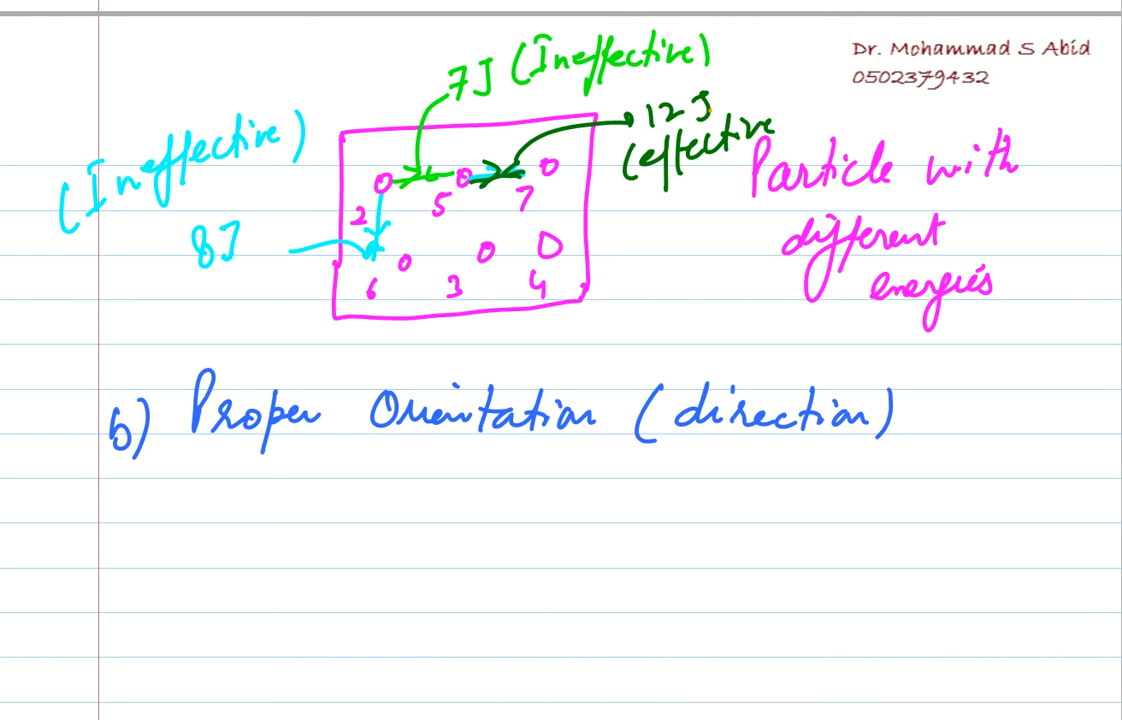 Dr. Mohammad S Abid
0502379432
7J (Ineffective)
12J
(effective
(Ineffective)
8J
2 5 7
6 3 4
Particle with
different
energies
b) Proper Orientation (direction)